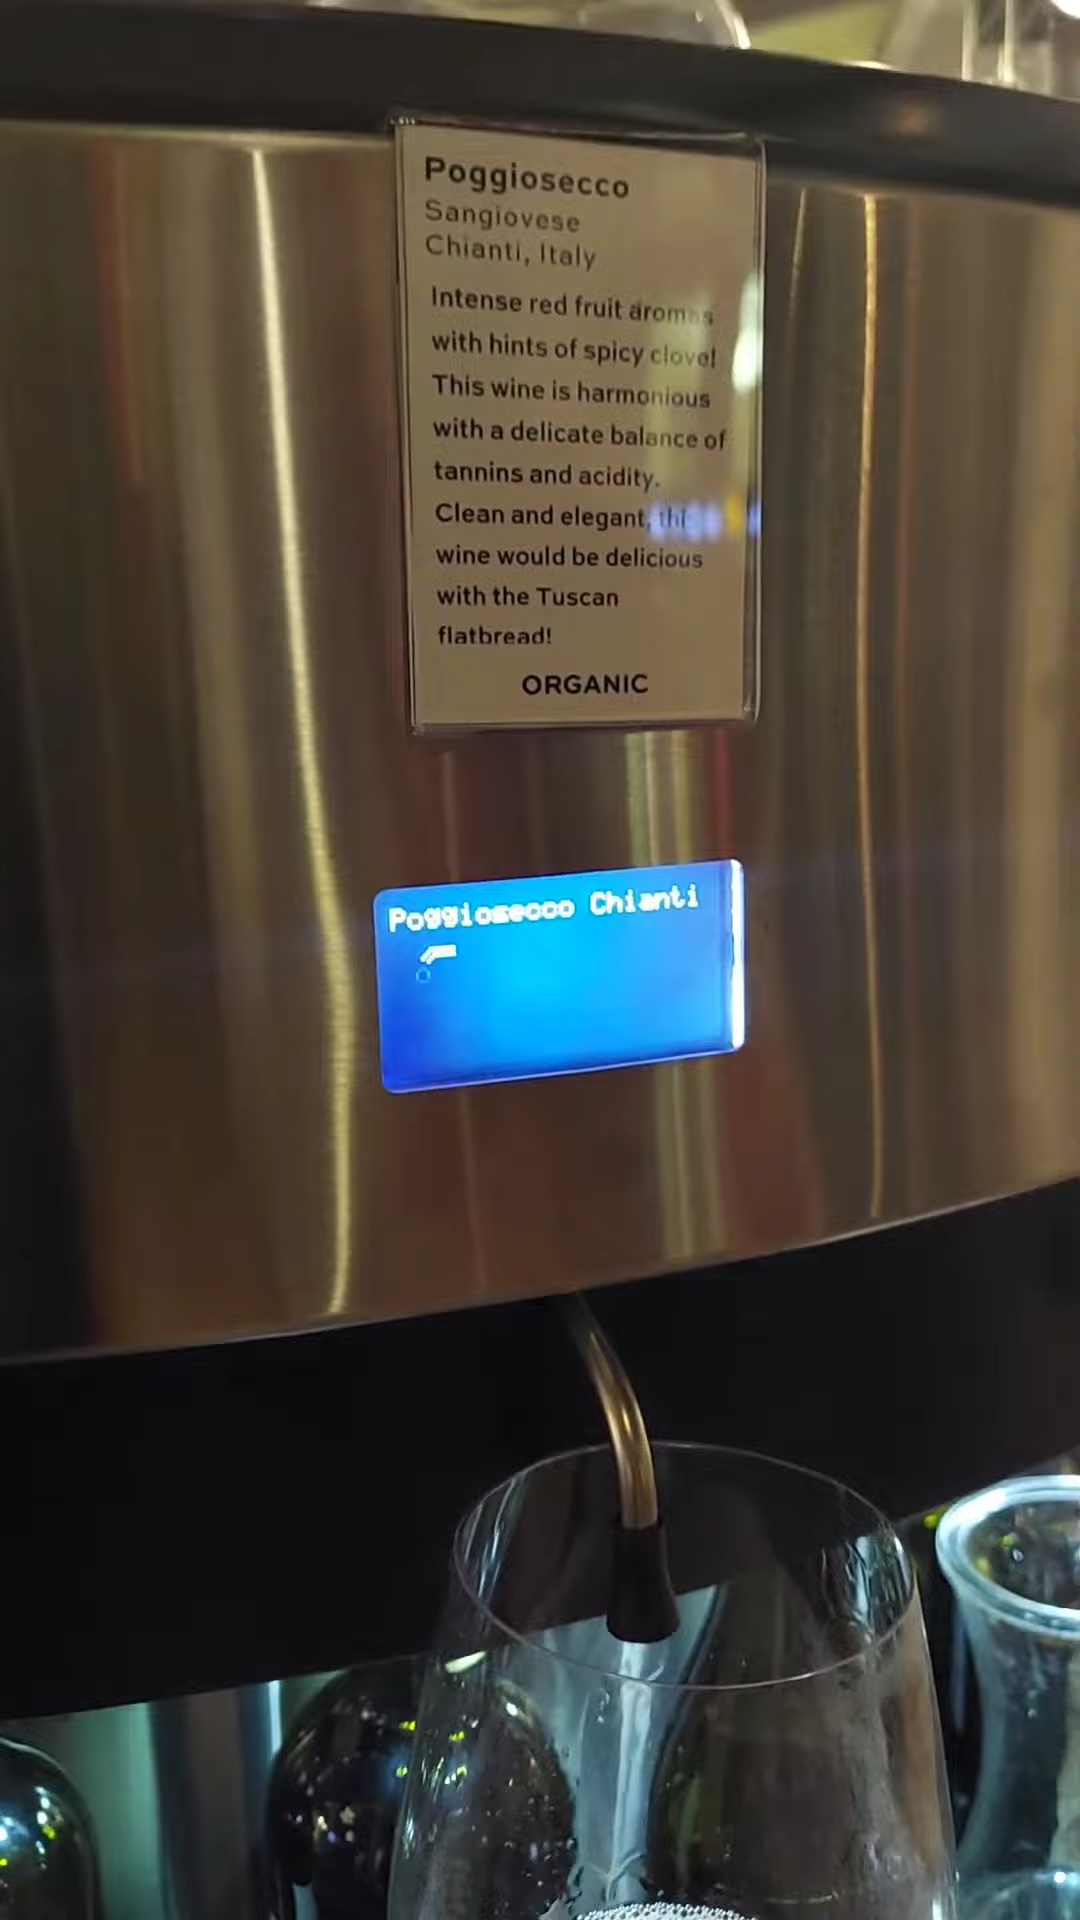 Poggiosecco
Sangiovese
Chianti, Italy
Intense red fruit aromas
with hints of spicy clove!
This wine is harmonious
with a delicate balance of
tannins and acidity.
Clean and elegant, this
wine would be delicious
with the Tuscan
flatbread!
ORGANIC
Poggiosecco Chianti